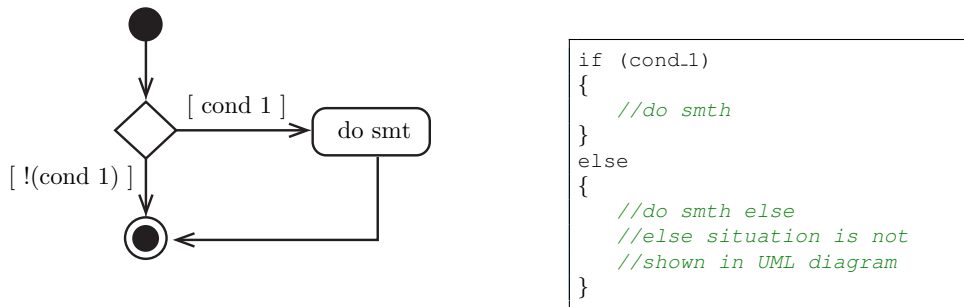 [ cond 1 ]
do smt
[ !(cond 1) ]
if (cond_1)
{
//do smth
}
else
{
//do smth else
//else situation is not
//shown in UML diagram
}